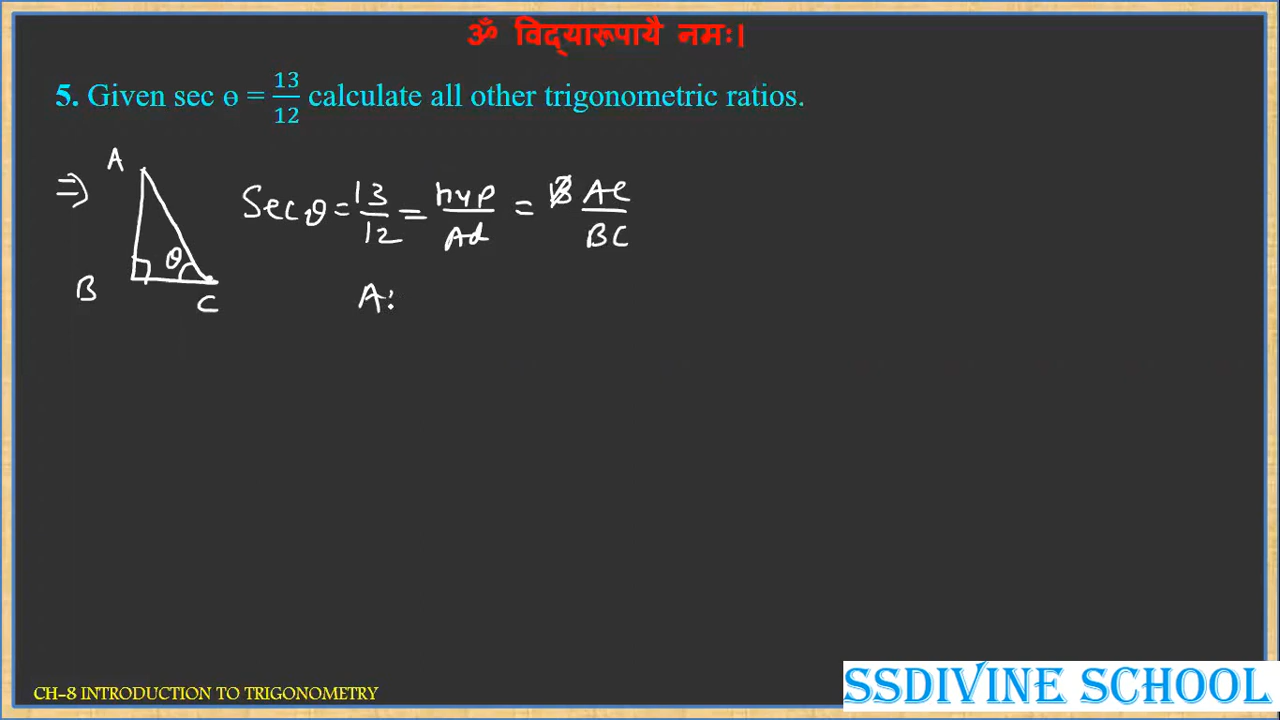 ॐ विद्यारूपायै नमः।
5. Given sec ө = 13/12 calculate all other trigonometric ratios.
⇒ A B C θ
Sec θ = 13/12 = hyp/Ad = AC/BC
A:
CH-8 INTRODUCTION TO TRIGONOMETRY
SSDIVINE SCHOOL